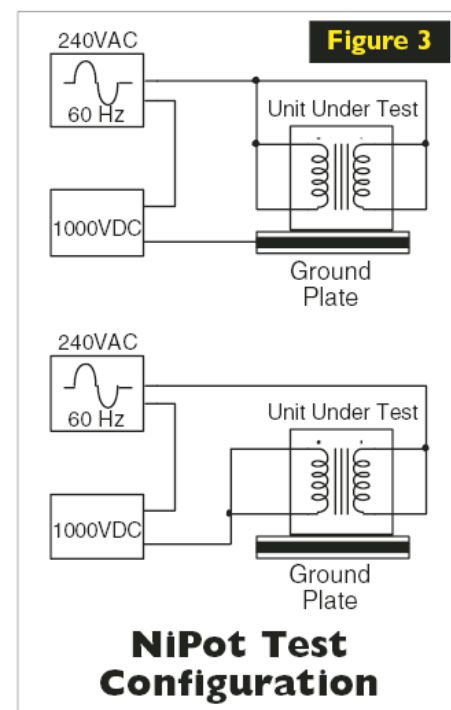 Figure 3
240VAC
60 Hz
Unit Under Test
1000VDC
Ground
Plate
240VAC
60 Hz
Unit Under Test
1000VDC
Ground
Plate
NiPot Test
Configuration